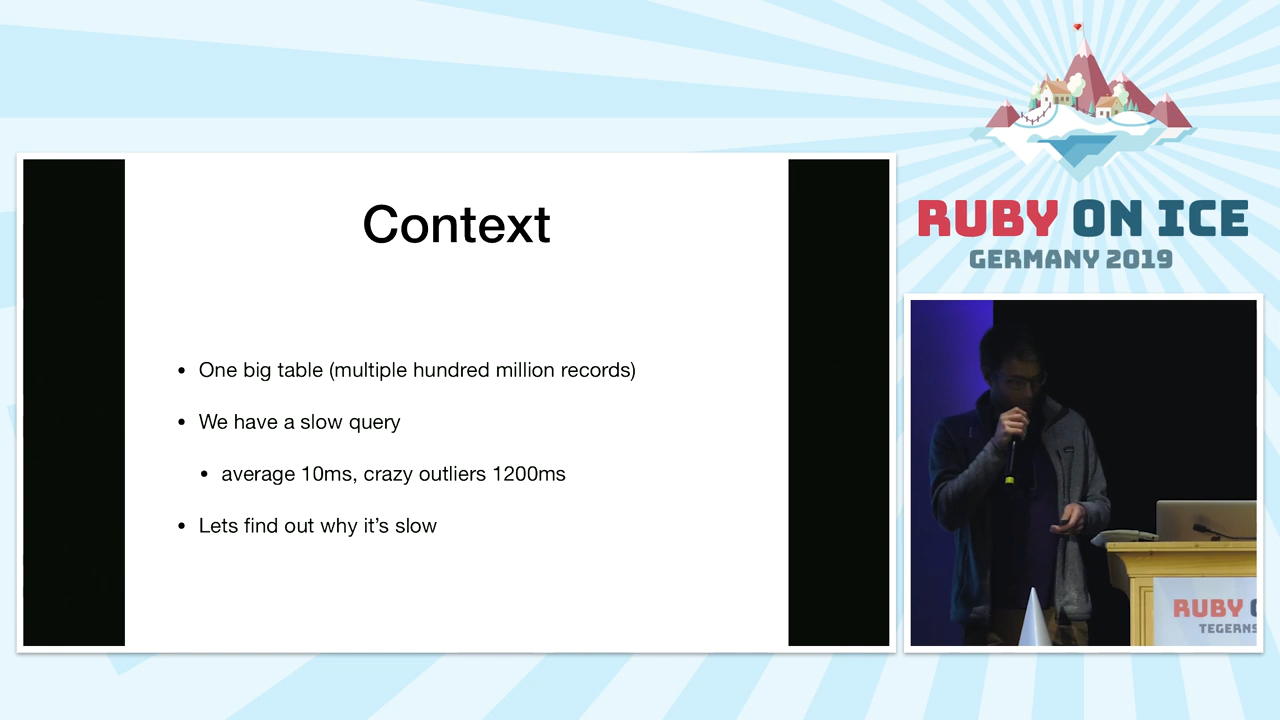 Context
• One big table (multiple hundred million records)
• We have a slow query
• average 10ms, crazy outliers 1200ms
• Lets find out why it’s slow
RUBY ON ICE
GERMANY 2019
RUBY